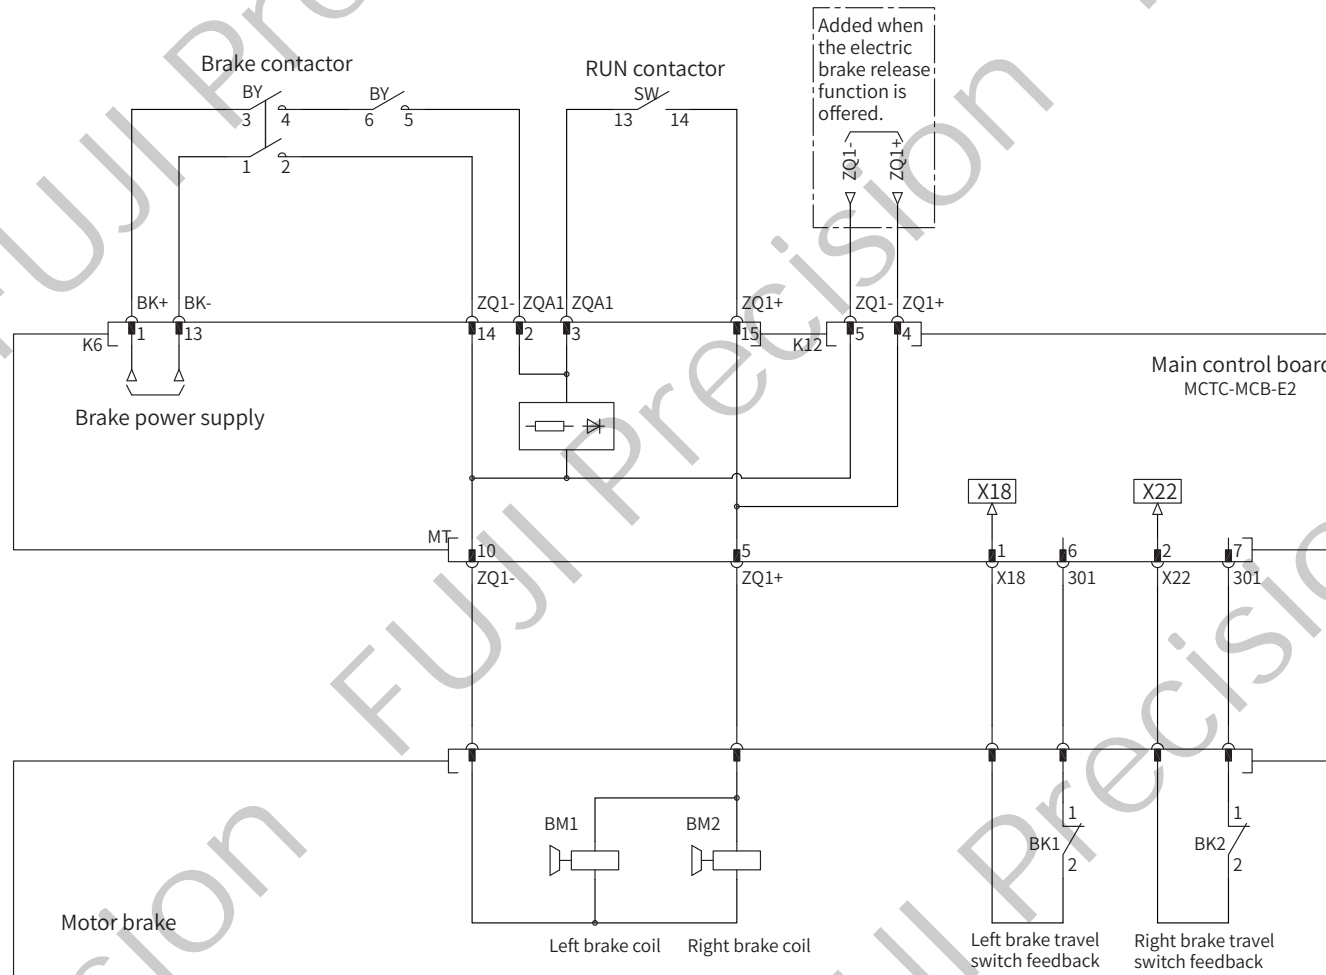 Added when
the electric
brake release
function is
offered.
Brake contactor
RUN contactor
BY
BY
SW
3
4
6
5
13
14
1
2
ZQ1-
ZQ1+
BK+
BK-
ZQ1-
ZQA1
ZQA1
ZQ1+
ZQ1-
ZQ1+
K6
1
13
14
2
3
15
K12
5
4
Main control board
MCTC-MCB-E2
Brake power supply
X18
X22
MT
10
5
1
6
2
7
ZQ1-
ZQ1+
X18
301
X22
301
BM1
BM2
1
BK1
2
1
BK2
2
Motor brake
Left brake coil
Right brake coil
Left brake travel
switch feedback
Right brake travel
switch feedback
FUJI Precision
FUJI Precision
FUJI Precision